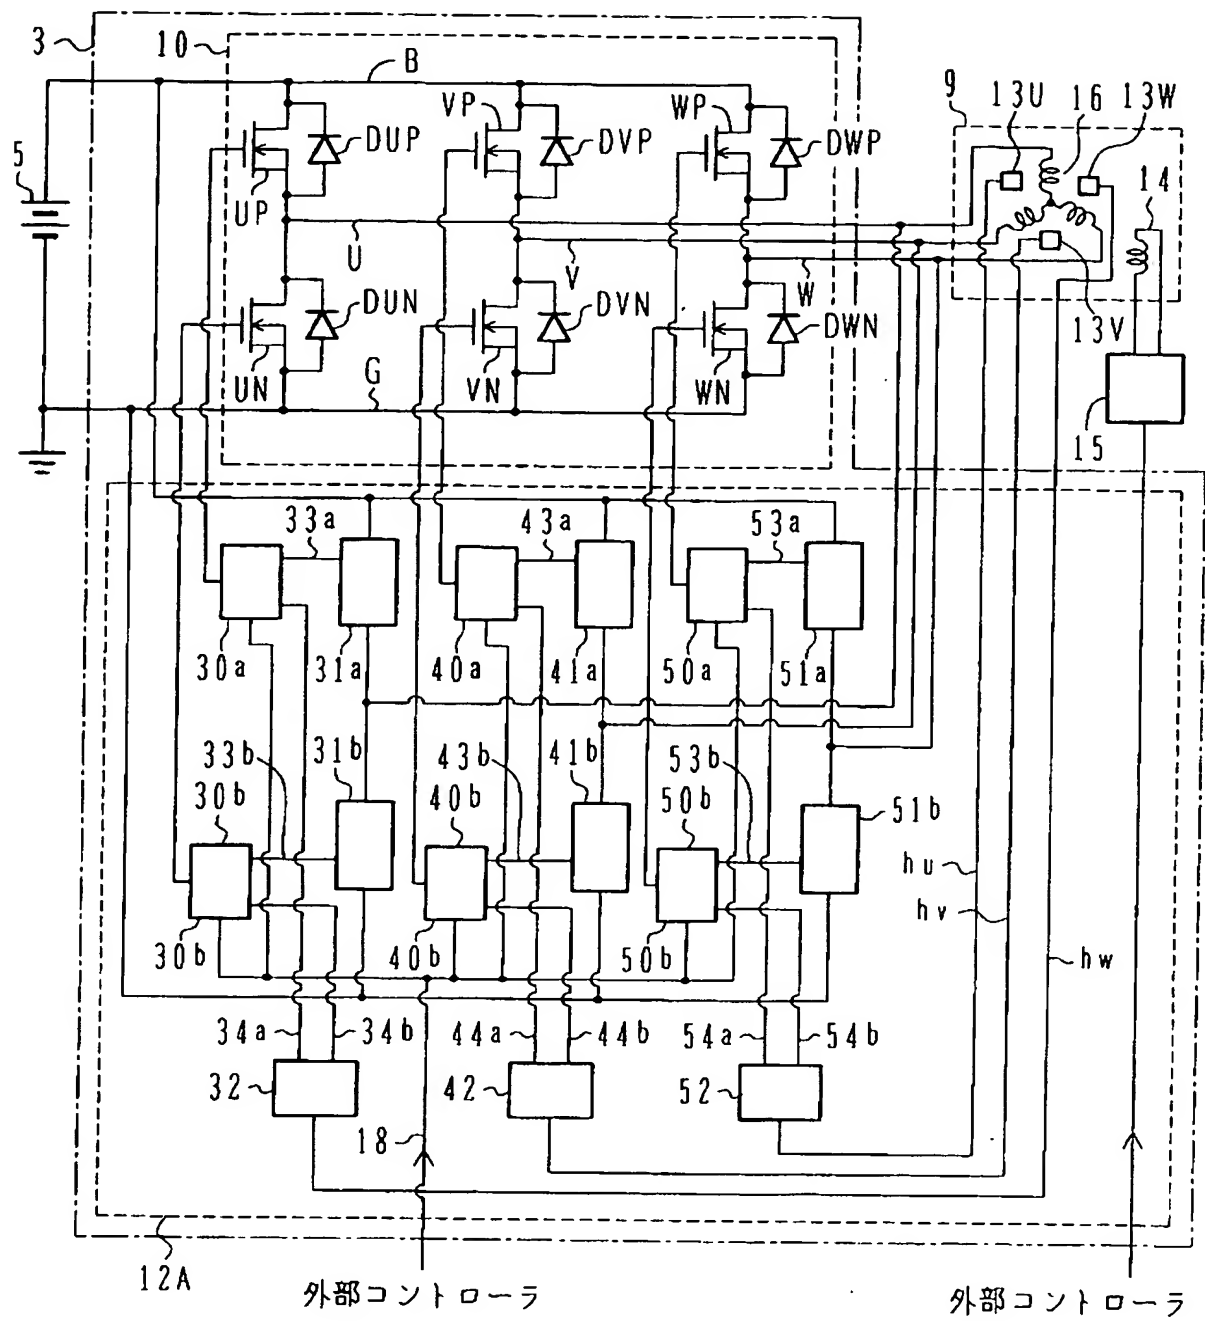 3
10
B
9
13U
16
13W
VP
WP
5
DUP
DVP
DWP
14
UP
U
V
W
DUN
DVN
DWN
13V
UN
G
VN
WN
15
33a
43a
53a
30a
31a
40a
41a
50a
51a
33b
31b
43b
41b
53b
30b
40b
50b
51b
hu
hv
30b
40b
50b
hw
34a
34b
44a
44b
54a
54b
32
42
52
18
12A
外部コントローラ
外部コントローラ